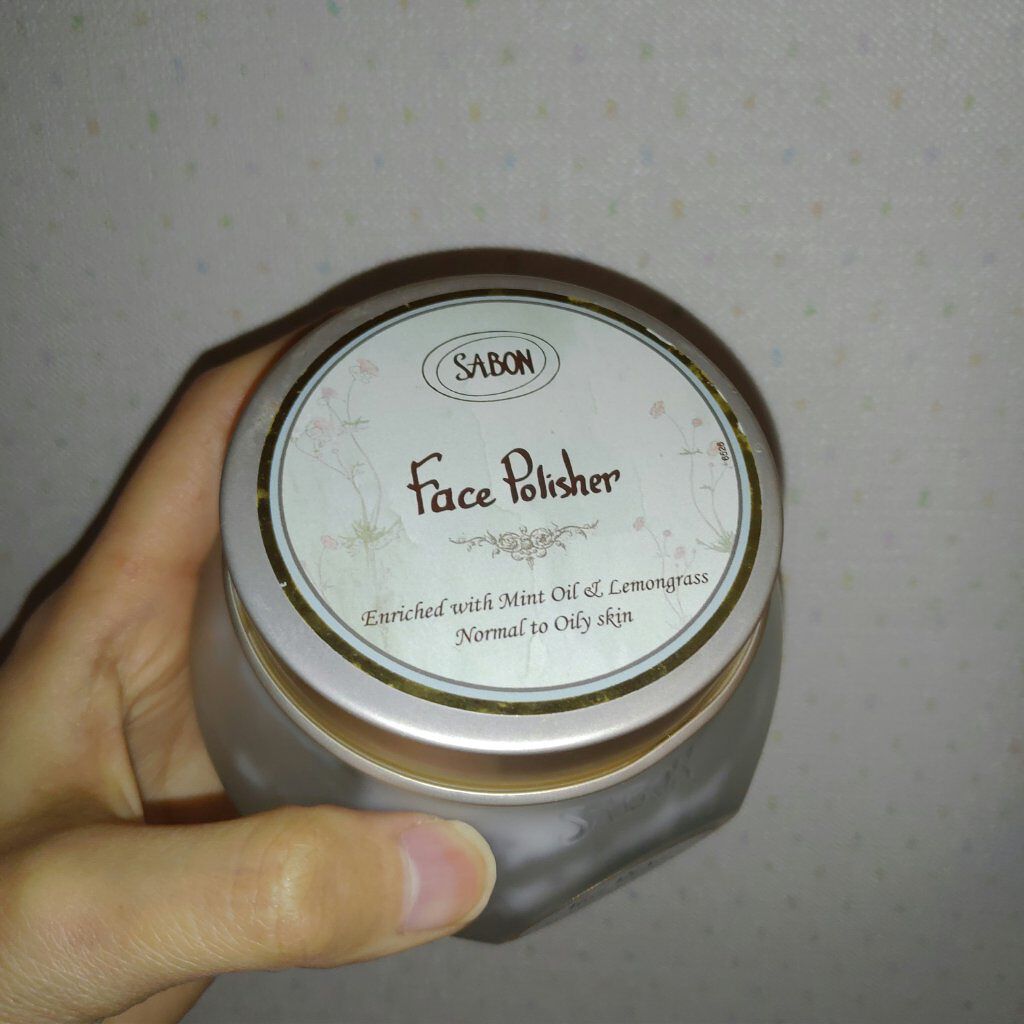 SABON
Face Polisher
Enriched with Mint Oil & Lemongrass
Normal to Oily skin